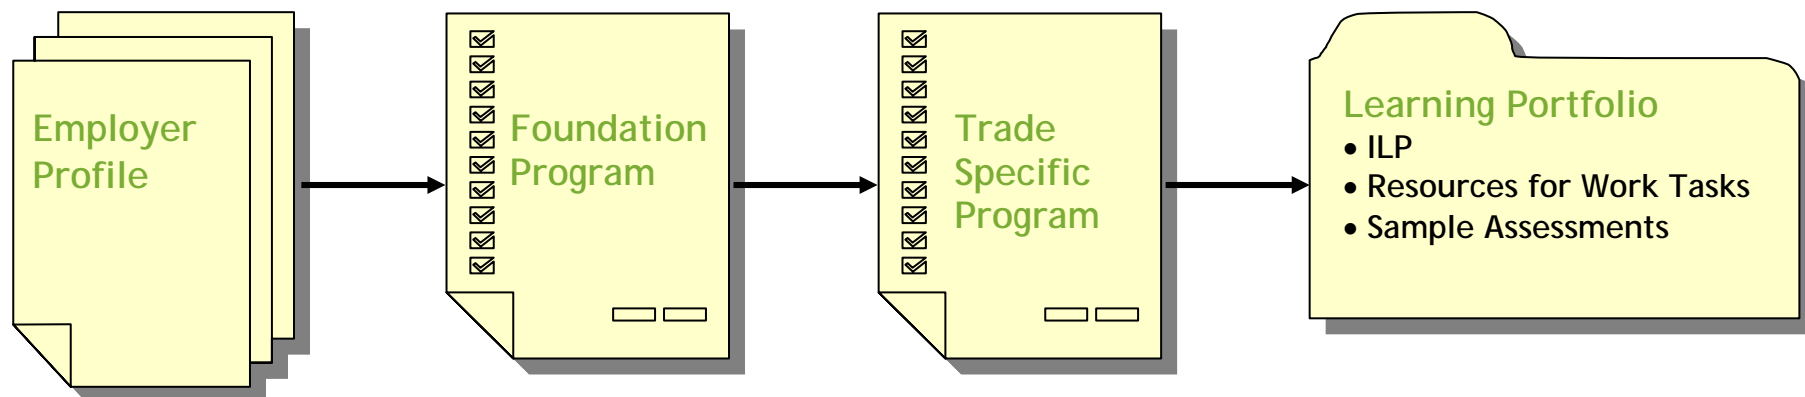 Employer
Profile
Foundation
Program
Trade
Specific
Program
Learning Portfolio
• ILP
• Resources for Work Tasks
• Sample Assessments